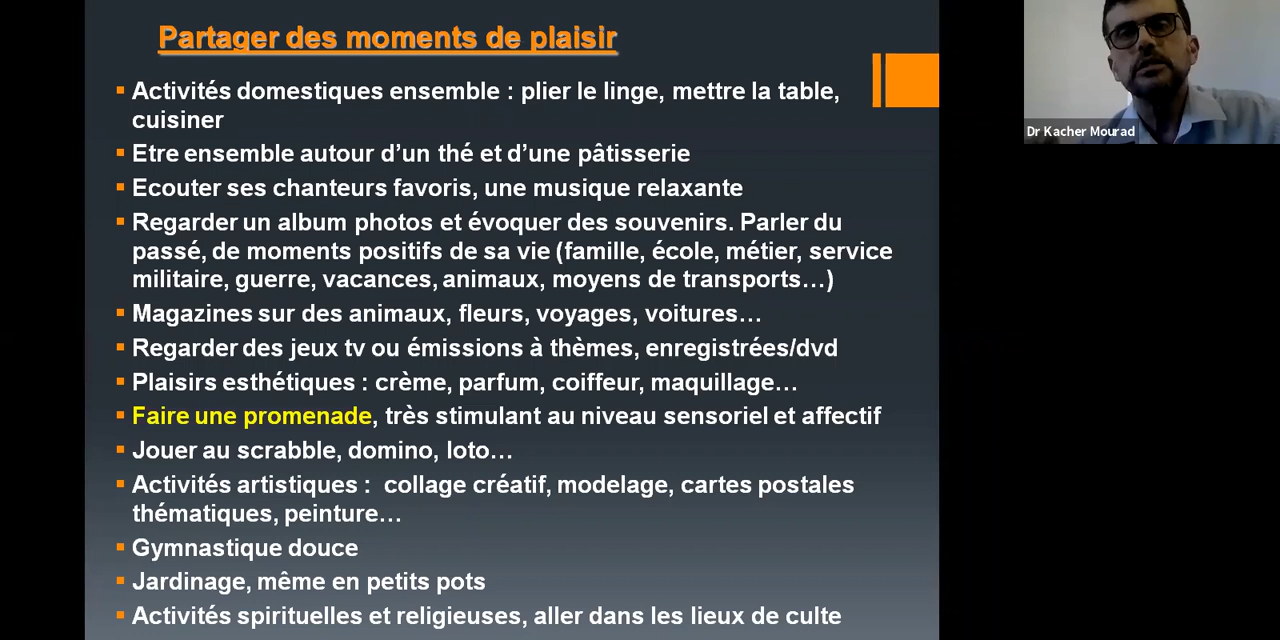 Partager des moments de plaisir
Activités domestiques ensemble : plier le linge, mettre la table,
cuisiner
Etre ensemble autour d’un thé et d’une pâtisserie
Ecouter ses chanteurs favoris, une musique relaxante
Regarder un album photos et évoquer des souvenirs. Parler du
passé, de moments positifs de sa vie (famille, école, métier, service
militaire, guerre, vacances, animaux, moyens de transports…)
Magazines sur des animaux, fleurs, voyages, voitures…
Regarder des jeux tv ou émissions à thèmes, enregistrées/dvd
Plaisirs esthétiques : crème, parfum, coiffeur, maquillage…
Faire une promenade, très stimulant au niveau sensoriel et affectif
Jouer au scrabble, domino, loto…
Activités artistiques : collage créatif, modelage, cartes postales
thématiques, peinture…
Gymnastique douce
Jardinage, même en petits pots
Activités spirituelles et religieuses, aller dans les lieux de culte
Dr Kacher Mourad